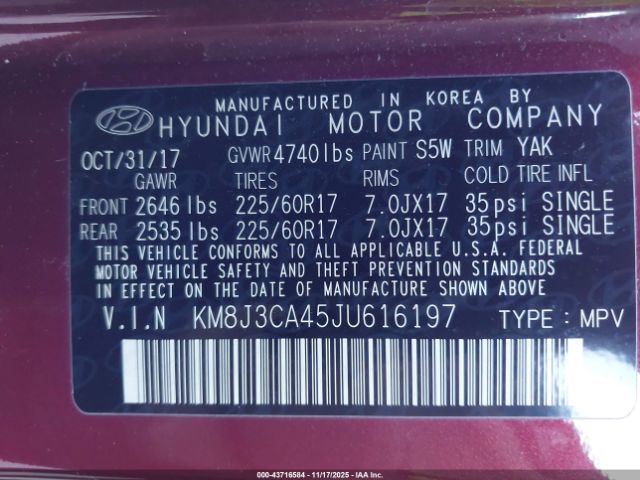 MANUFACTURED IN KOREA BY
HYUNDAI MOTOR COMPANY
OCT/31/17 GVWR4740lbs PAINT S5W TRIM YAK
GAWR TIRES RIMS COLD TIRE INFL
FRONT 2646lbs 225/60R17 7.0JX17 35psi SINGLE
REAR 2535lbs 225/60R17 7.0JX17 35psi SINGLE
THIS VEHICLE CONFORMS TO ALL APPLICABLE U.S.A. FEDERAL
MOTOR VEHICLE SAFETY AND THEFT PREVENTION STANDARDS
IN EFFECT ON THE DATE OF MANUFACTURE SHOWN ABOVE
V.I.N KM8J3CA45JU616197 TYPE : MPV
000-43716584 - 11/17/2025 - IAA Inc.